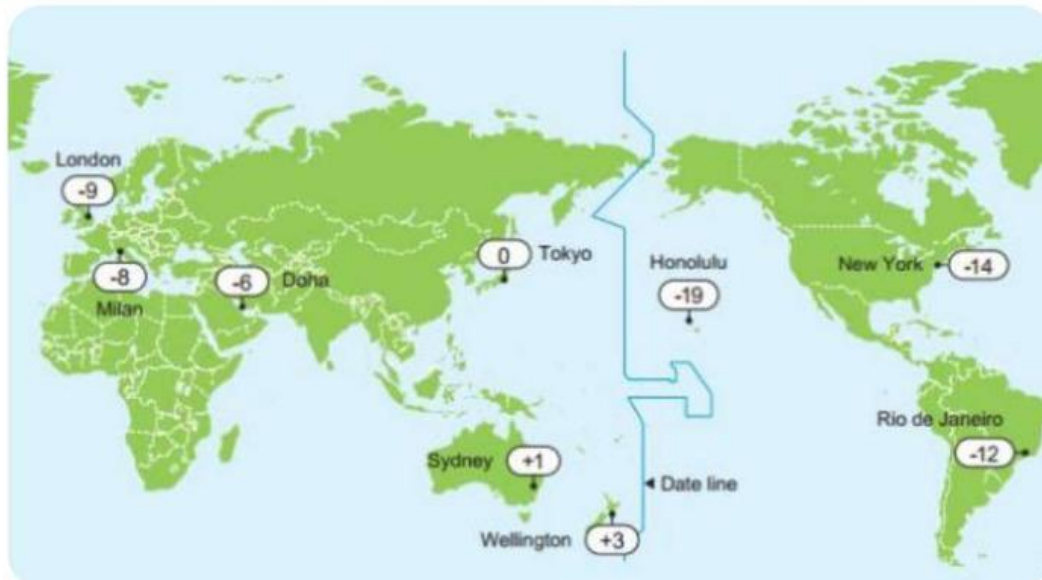 London
-9
-8
Milan
-6
Doha
0
Tokyo
Honolulu
-19
New York
-14
Rio de Janeiro
-12
Sydney
+1
Date line
Wellington
+3